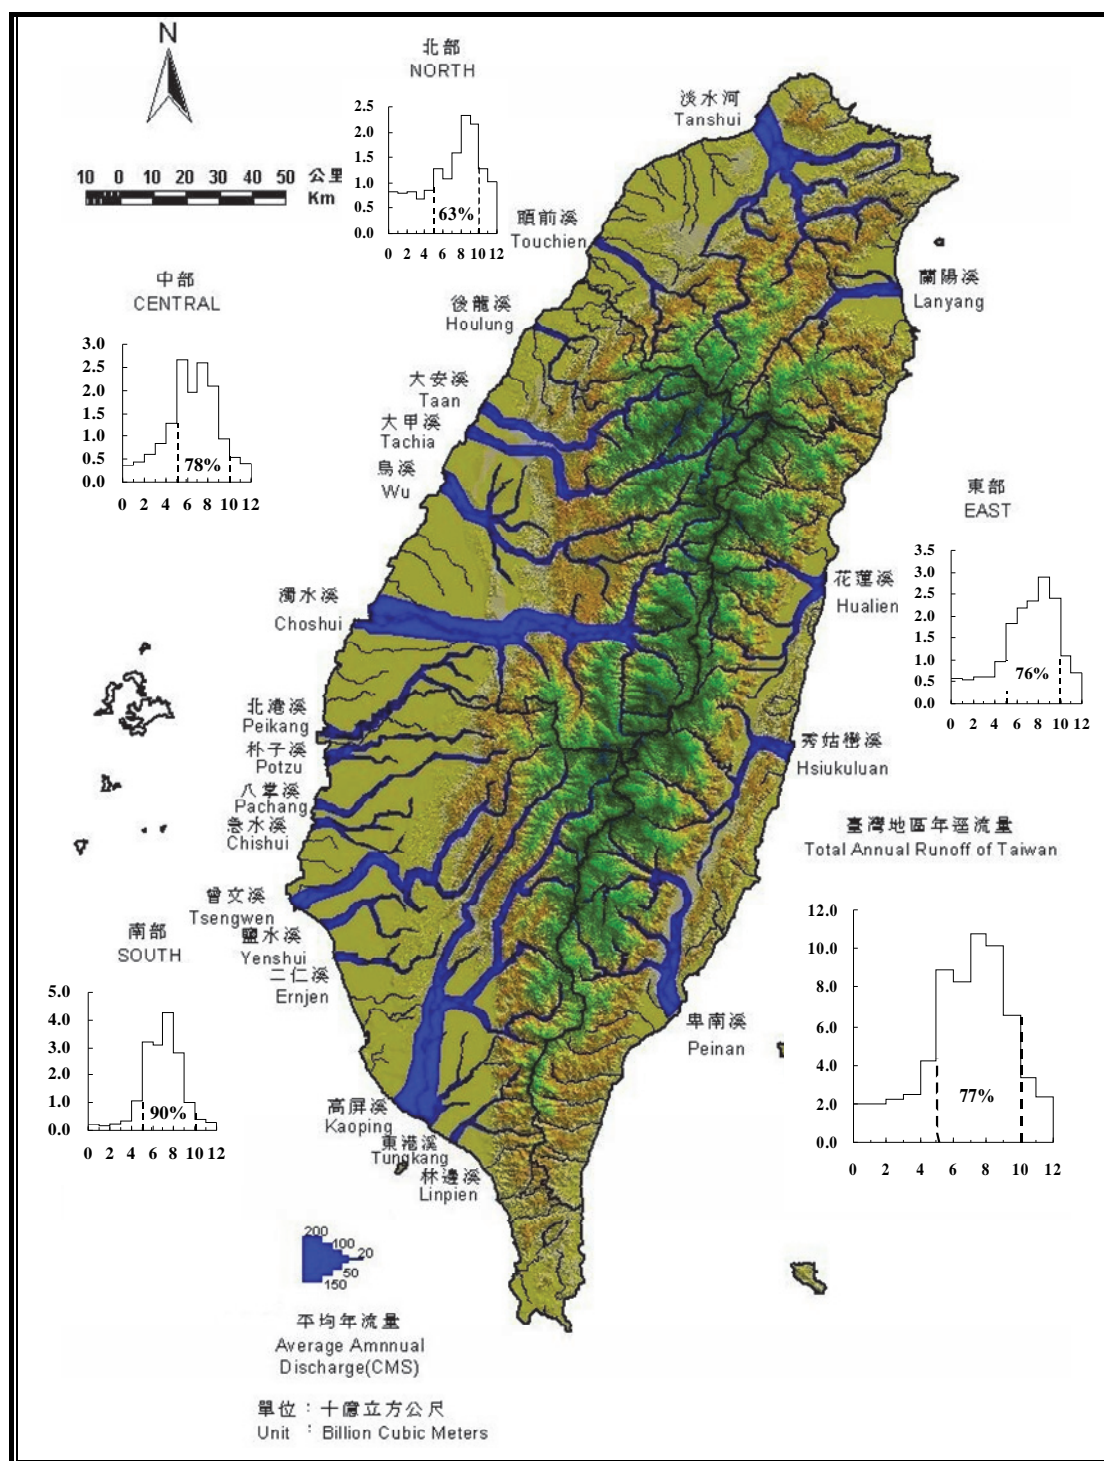 N
10 0 10 20 30 40 50 公里
Km
北部
NORTH
2.5
2.0
1.5
1.0
0.5
0.0
63%
0 2 4 6 8 10 12
中部
CENTRAL
3.0
2.5
2.0
1.5
1.0
0.5
0.0
78%
0 2 4 6 8 10 12
淡水河
Tanshui
頭前溪
Touchien
後龍溪
Houlung
大安溪
Taan
大甲溪
Tachia
烏溪
Wu
濁水溪
Choshui
北港溪
Peikang
朴子溪
Potzu
八掌溪
Pachang
急水溪
Chishui
曾文溪
Tsengwen
鹽水溪
Yenshui
二仁溪
Ernjen
高屏溪
Kaoping
東港溪
Tungkang
林邊溪
Linpien
蘭陽溪
Lanyang
東部
EAST
3.5
3.0
2.5
2.0
1.5
1.0
0.5
0.0
76%
0 2 4 6 8 10 12
花蓮溪
Hualien
秀姑巒溪
Hsiukuluan
卑南溪
Peinan
臺灣地區年逕流量
Total Annual Runoff of Taiwan
12.0
10.0
8.0
6.0
4.0
2.0
0.0
77%
0 2 4 6 8 10 12
南部
SOUTH
5.0
4.0
3.0
2.0
1.0
0.0
90%
0 2 4 6 8 10 12
200
100
20
50
150
平均年流量
Average Amnnual
Discharge(CMS)
單位：十億立方公尺
Unit : Billion Cubic Meters